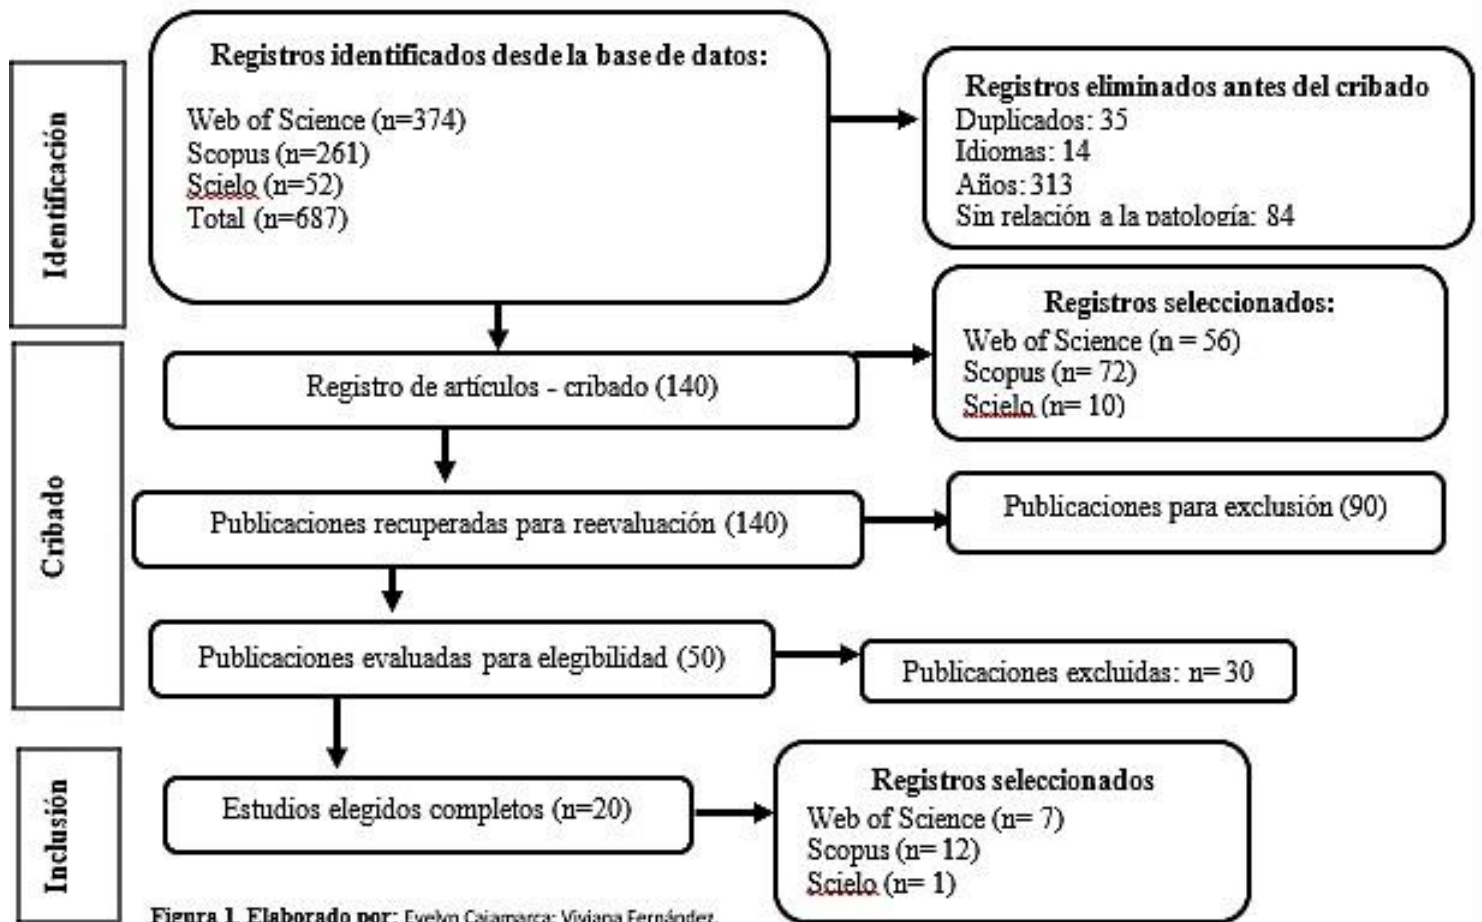 Identificación
Registros identificados desde la base de datos:
Web of Science (n=374)
Scopus (n=261)
Scielo (n=52)
Total (n=687)
Registros eliminados antes del cribado
Duplicados: 35
Idiomas: 14
Años: 313
Sin relación a la patología: 84
Cribado
Registro de artículos - cribado (140)
Registros seleccionados:
Web of Science (n = 56)
Scopus (n= 72)
Scielo (n= 10)
Publicaciones recuperadas para reevaluación (140)
Publicaciones para exclusión (90)
Publicaciones evaluadas para elegibilidad (50)
Publicaciones excluidas: n= 30
Inclusión
Estudios elegidos completos (n=20)
Registros seleccionados
Web of Science (n= 7)
Scopus (n= 12)
Scielo (n= 1)
Figura 1. Elaborado por: Evelyn Cajamarca; Viviana Fernández.